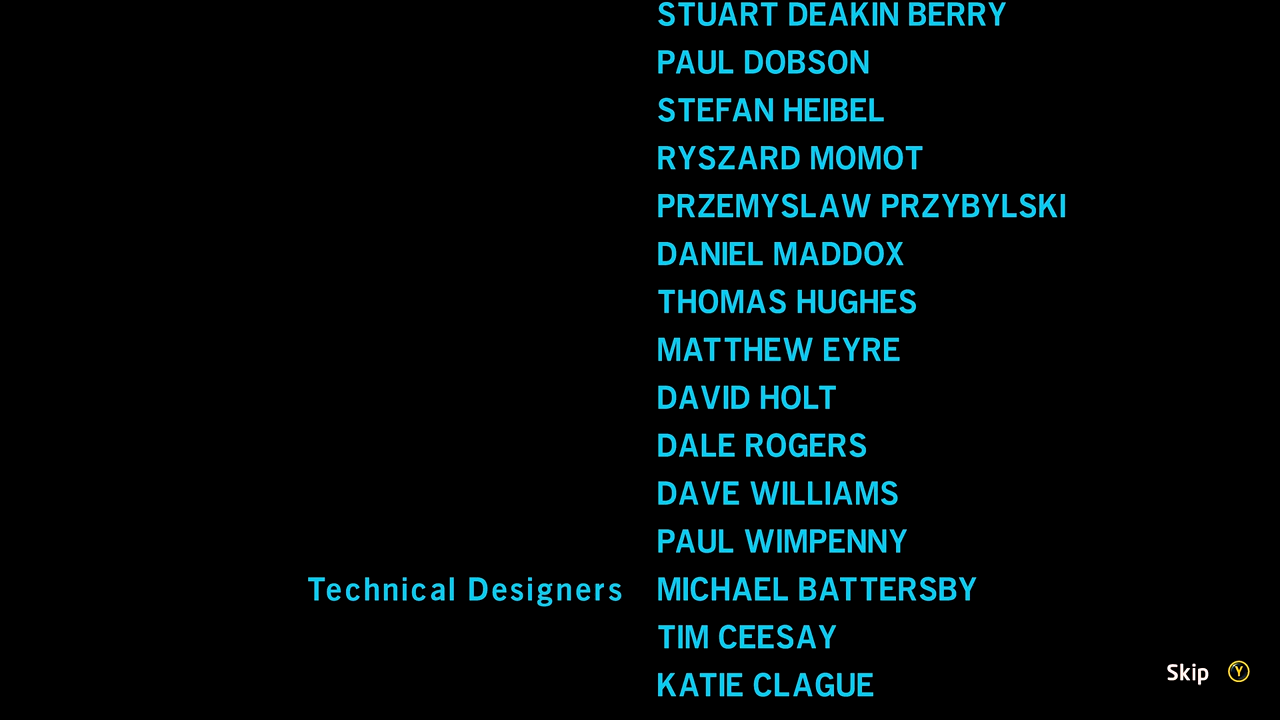 STUART DEAKIN BERRY
PAUL DOBSON
STEFAN HEIBEL
RYSZARD MOMOT
PRZEMYSLAW PRZYBYLSKI
DANIEL MADDOX
THOMAS HUGHES
MATTHEW EYRE
DAVID HOLT
DALE ROGERS
DAVE WILLIAMS
PAUL WIMPENNY
Technical Designers MICHAEL BATTERSBY
TIM CEESAY
KATIE CLAGUE
Skip Y